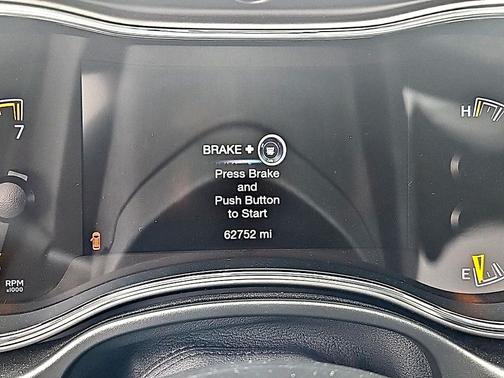 7
H
BRAKE +
Press Brake
and
Push Button
to Start
62752 mi
RPM
x1000
E